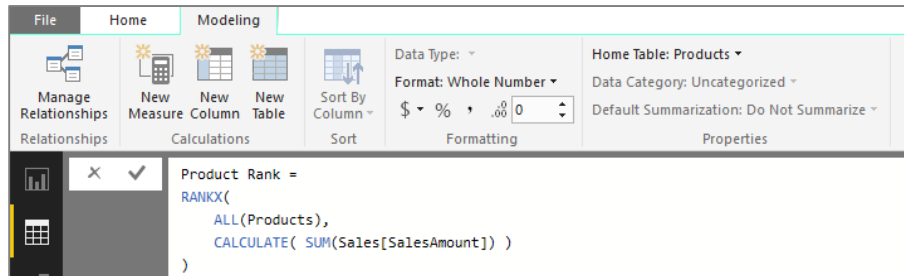 File Home Modeling
Data Type:
Home Table: Products
Format: Whole Number
Data Category: Uncategorized
Manage Relationships
New Measure
New Column
New Table
Sort By Column
$ % , .00 0
Default Summarization: Do Not Summarize
Relationships Calculations Sort Formatting Properties
Product Rank =
RANKX(
ALL(Products),
CALCULATE( SUM(Sales[SalesAmount]) )
)